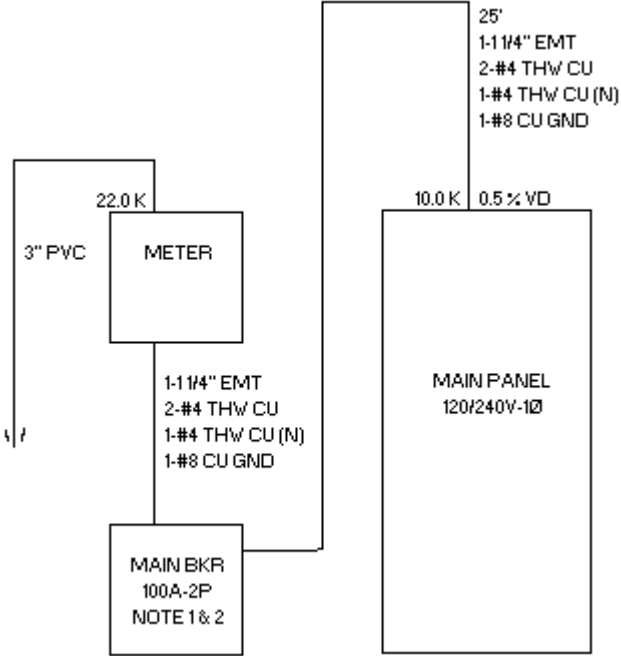 25'
1-1 1/4" EMT
2-#4 THW CU
1-#4 THW CU (N)
1-#8 CU GND
22.0 K
10.0 K 0.5 % VD
3" PVC
METER
1-1 1/4" EMT
2-#4 THW CU
1-#4 THW CU (N)
1-#8 CU GND
MAIN PANEL
120/240V-1Ø
MAIN BKR
100A-2P
NOTE 1 & 2